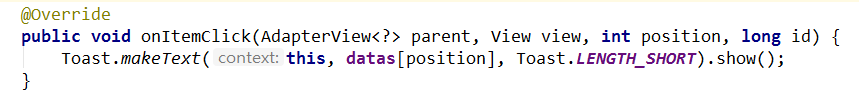 @Override
public void onItemClick(AdapterView<?> parent, View view, int position, long id) {
Toast.makeText( context: this, datas[position], Toast.LENGTH_SHORT).show();
}